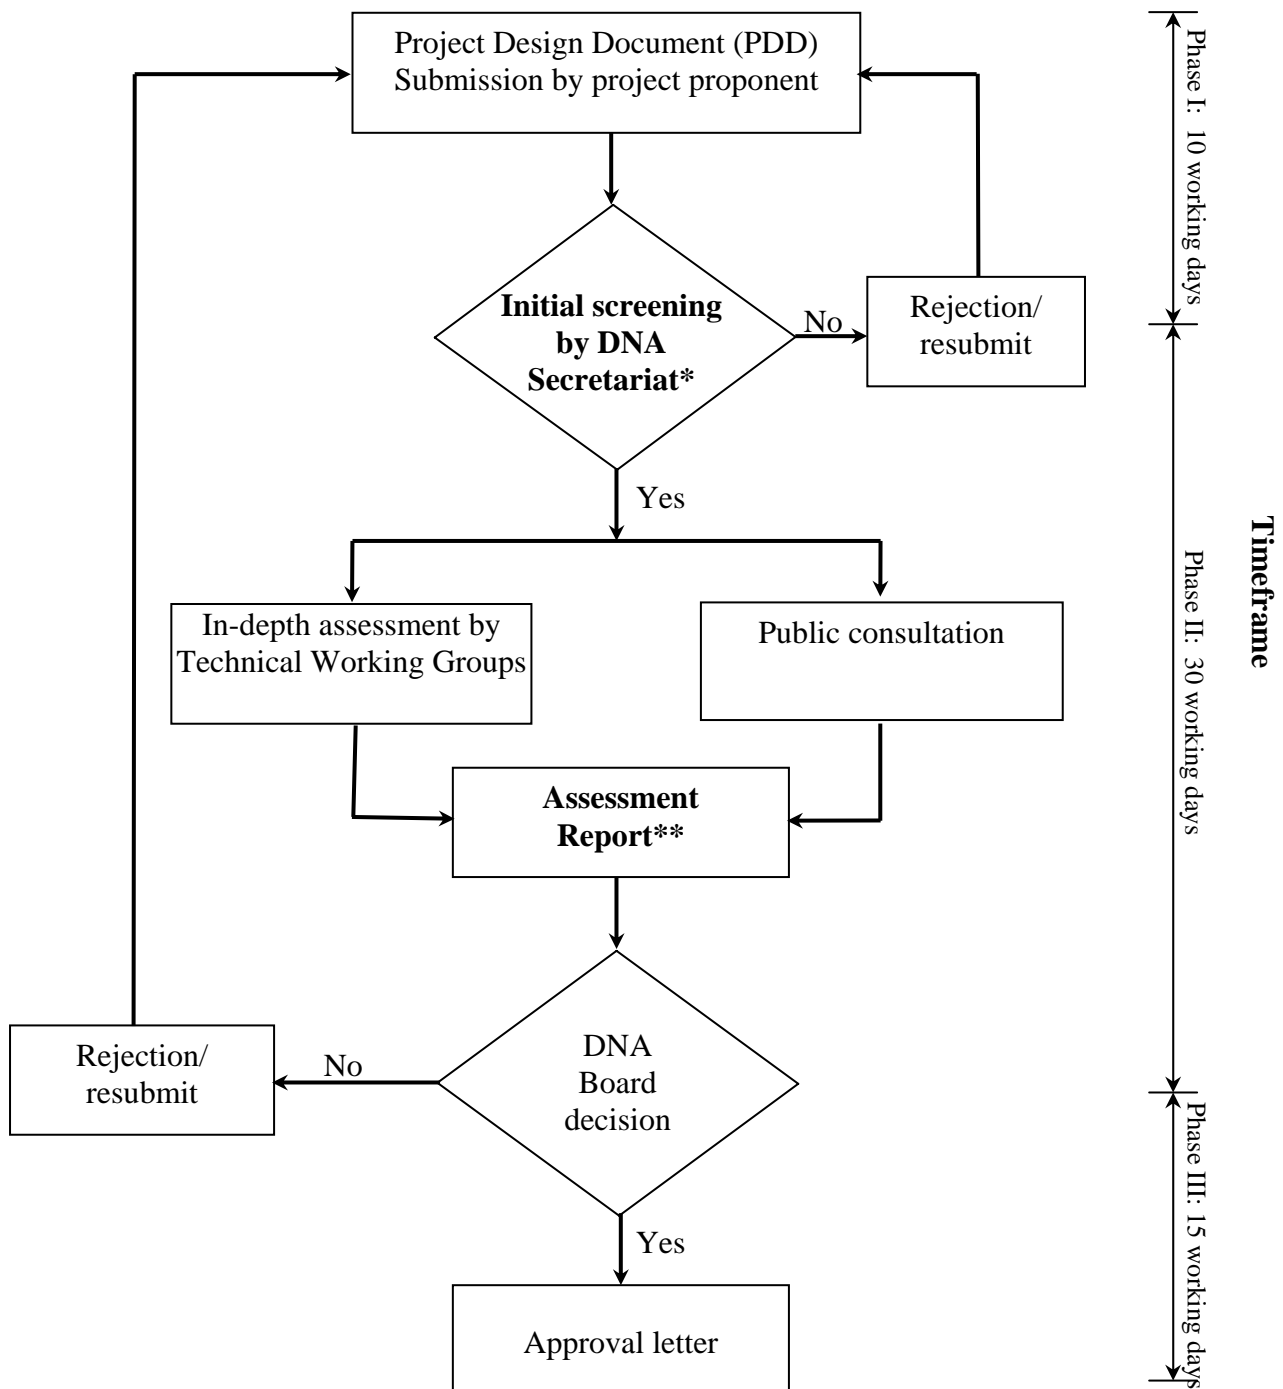 Project Design Document (PDD)
Submission by project proponent
Initial screening
by DNA
Secretariat*
No
Rejection/
resubmit
Yes
In-depth assessment by
Technical Working Groups
Public consultation
Assessment
Report**
DNA
Board
decision
No
Rejection/
resubmit
Yes
Approval letter
Phase I:  10 working days
Phase II:  30 working days
Phase III: 15 working days
Timeframe